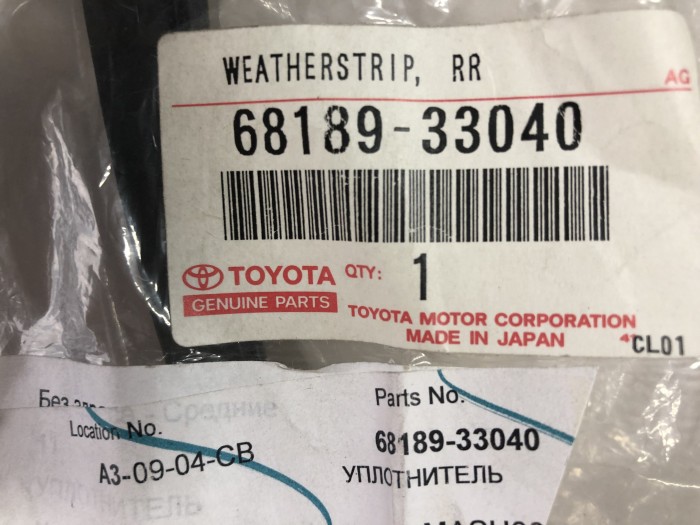 WEATHERSTRIP, RR
AG
68189-33040
TOYOTA QTY: 1
GENUINE PARTS
TOYOTA MOTOR CORPORATION
MADE IN JAPAN
CL01
Parts No.
Location No.
68189-33040
A3-09-04-CB
УПЛОТНИТЕЛЬ